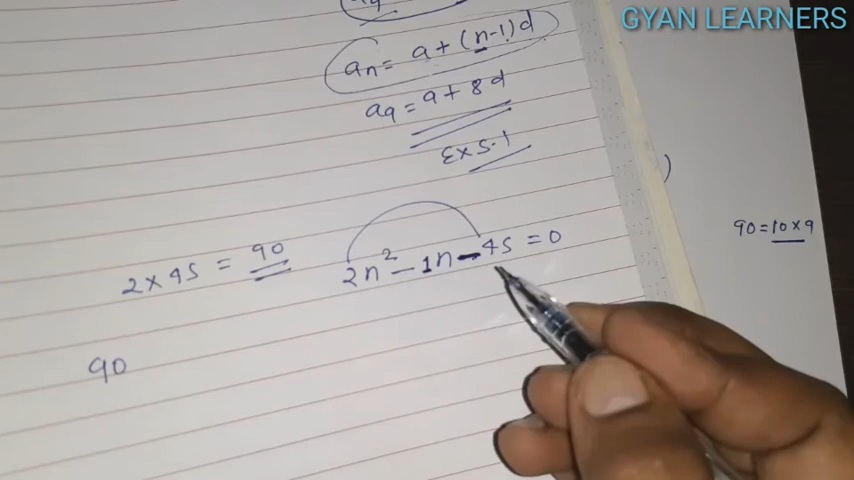 GYAN LEARNERS
an = a + (n-1)d
a9 = a + 8d
Ex 5.1
2 × 45 = 90
2n² - 1n - 45 = 0
90 = 10 × 9
90